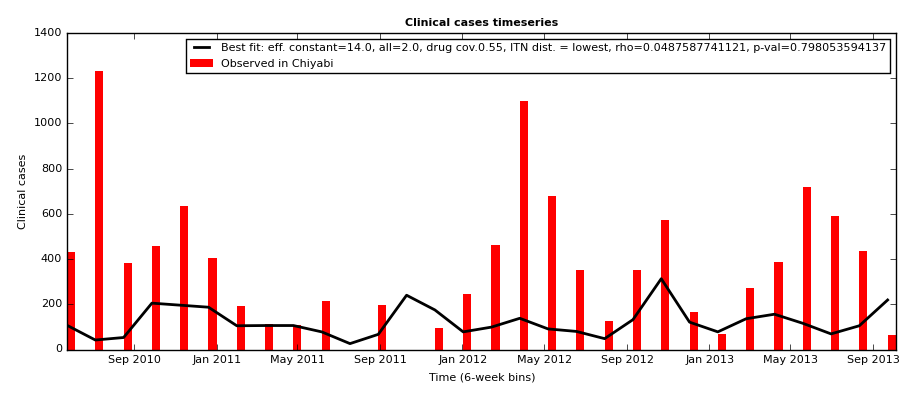 Clinical cases timeseries
1400
1200
1000
800
600
400
200
0
Clinical cases
Best fit: eff. constant=14.0, all=2.0, drug cov.0.55, ITN dist. = lowest, rho=0.0487587741121, p-val=0.798053594137
Observed in Chiyabi
Sep 2010 Jan 2011 May 2011 Sep 2011 Jan 2012 May 2012 Sep 2012 Jan 2013 May 2013 Sep 2013
Time (6-week bins)